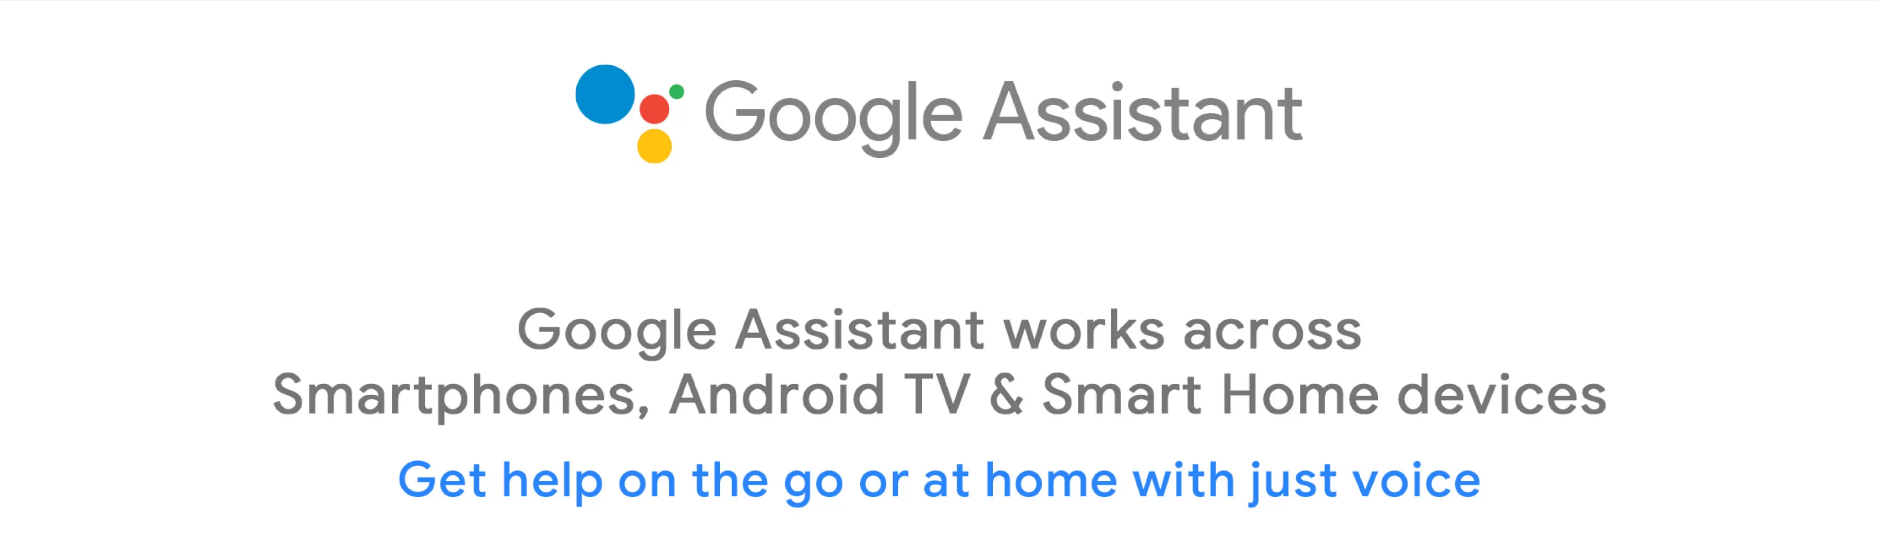 Google Assistant
Google Assistant works across
Smartphones, Android TV & Smart Home devices
Get help on the go or at home with just voice